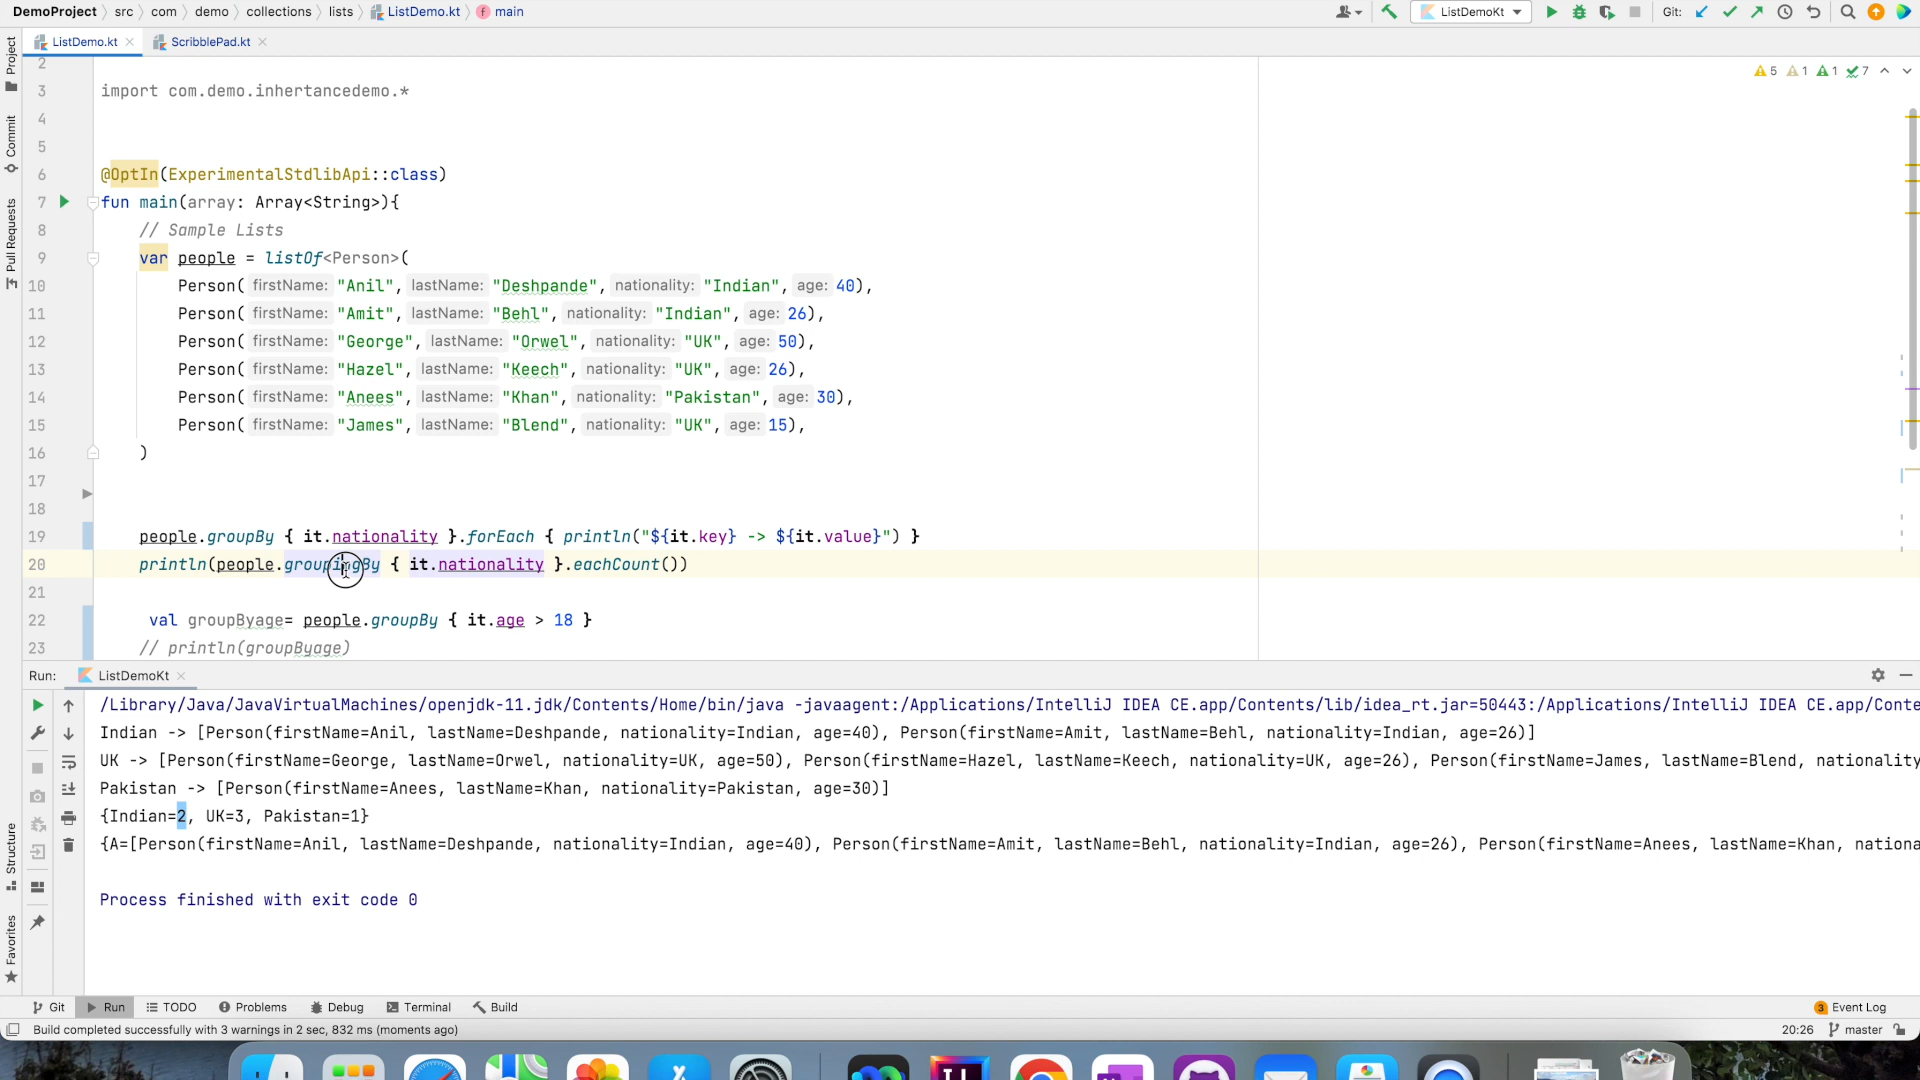 DemoProject src com demo collections lists ListDemo.kt main
ListDemoKt Git:
ListDemo.kt ScribblePad.kt
5 1 1 7
2
3 import com.demo.inhertancedemo.*
4
5
6 @OptIn(ExperimentalStdlibApi::class)
7 fun main(array: Array<String>){
8 // Sample Lists
9 var people = listOf<Person>(
10 Person( firstName: "Anil", lastName: "Deshpande", nationality: "Indian", age: 40),
11 Person( firstName: "Amit", lastName: "Behl", nationality: "Indian", age: 26),
12 Person( firstName: "George", lastName: "Orwel", nationality: "UK", age: 50),
13 Person( firstName: "Hazel", lastName: "Keech", nationality: "UK", age: 26),
14 Person( firstName: "Anees", lastName: "Khan", nationality: "Pakistan", age: 30),
15 Person( firstName: "James", lastName: "Blend", nationality: "UK", age: 15),
16 )
17
18
19 people.groupBy { it.nationality }.forEach { println("${it.key} -> ${it.value}") }
20 println(people.groupingBy { it.nationality }.eachCount())
21
22 val groupByage= people.groupBy { it.age > 18 }
23 // println(groupByage)
Project
Commit
Pull Requests
Structure
Favorites
Run: ListDemoKt
/Library/Java/JavaVirtualMachines/openjdk-11.jdk/Contents/Home/bin/java -javaagent:/Applications/IntelliJ IDEA CE.app/Contents/lib/idea_rt.jar=50443:/Applications/IntelliJ IDEA CE.app/Conte
Indian -> [Person(firstName=Anil, lastName=Deshpande, nationality=Indian, age=40), Person(firstName=Amit, lastName=Behl, nationality=Indian, age=26)]
UK -> [Person(firstName=George, lastName=Orwel, nationality=UK, age=50), Person(firstName=Hazel, lastName=Keech, nationality=UK, age=26), Person(firstName=James, lastName=Blend, nationality
Pakistan -> [Person(firstName=Anees, lastName=Khan, nationality=Pakistan, age=30)]
{Indian=2, UK=3, Pakistan=1}
{A=[Person(firstName=Anil, lastName=Deshpande, nationality=Indian, age=40), Person(firstName=Amit, lastName=Behl, nationality=Indian, age=26), Person(firstName=Anees, lastName=Khan, nationa
Process finished with exit code 0
Git Run TODO Problems Debug Terminal Build 3 Event Log
Build completed successfully with 3 warnings in 2 sec, 832 ms (moments ago) 20:26 master